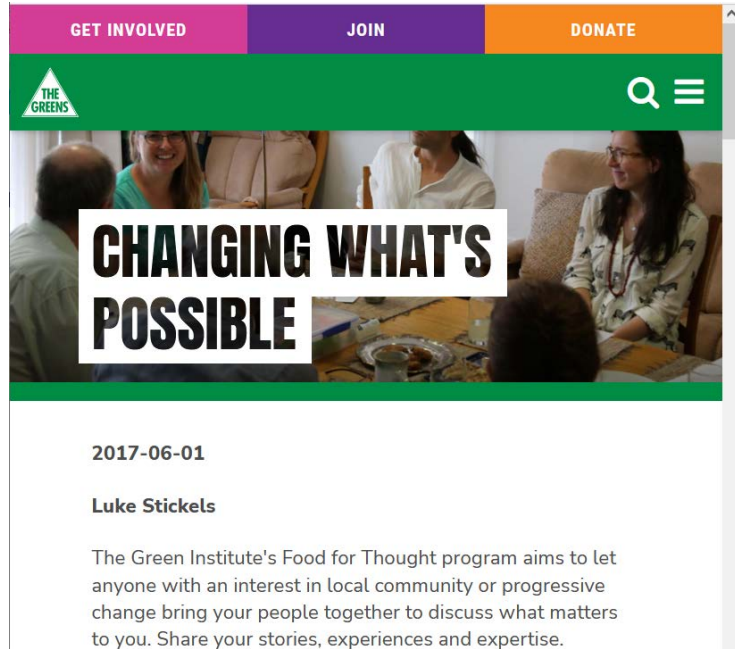 GET INVOLVED
JOIN
DONATE
THE
GREENS
CHANGING WHAT'S
POSSIBLE
2017-06-01
Luke Stickels
The Green Institute's Food for Thought program aims to let
anyone with an interest in local community or progressive
change bring your people together to discuss what matters
to you. Share your stories, experiences and expertise.